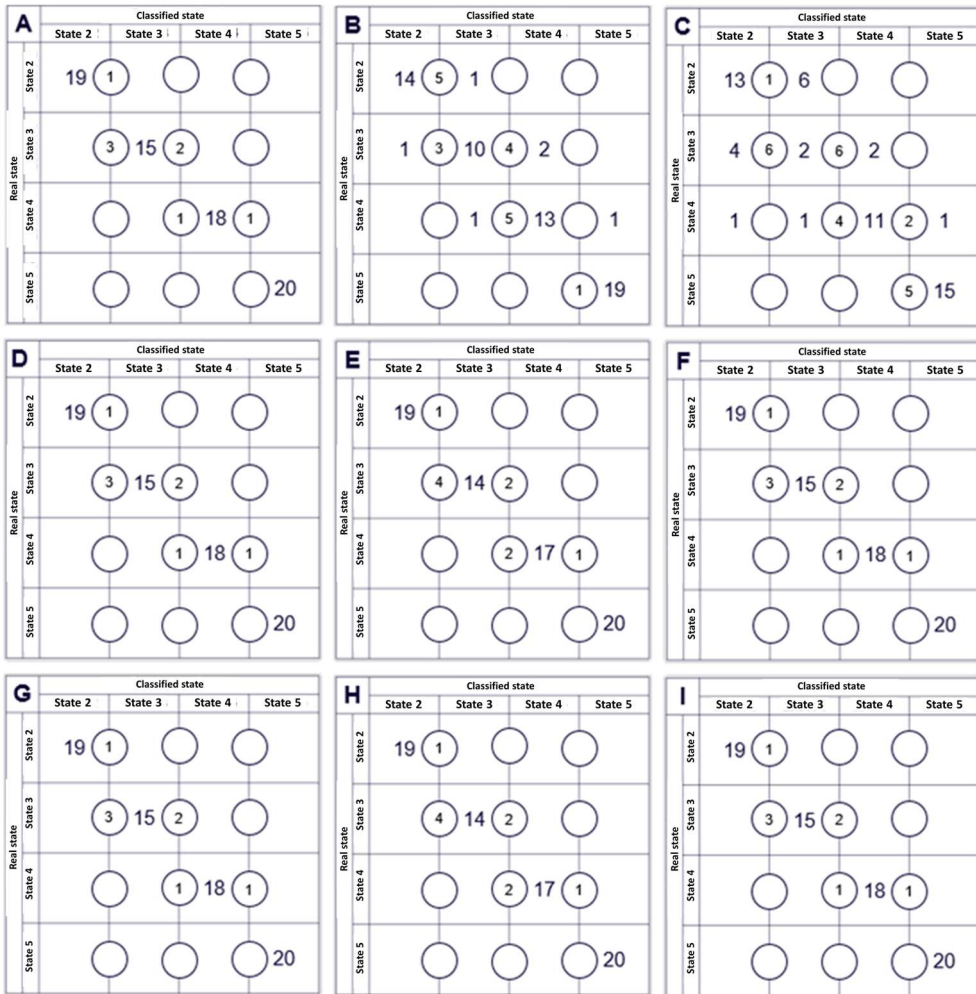 A
Classified state
State 2 State 3 State 4 State 5
Real state
State 2 19 1
State 3 3 15 2
State 4 1 18 1
State 5 20
B
Classified state
State 2 State 3 State 4 State 5
Real state
State 2 14 5 1
State 3 1 3 10 4 2
State 4 1 5 13 1
State 5 1 19
C
Classified state
State 2 State 3 State 4 State 5
Real state
State 2 13 1 6
State 3 4 6 2 6 2
State 4 1 1 4 11 2 1
State 5 5 15
D
Classified state
State 2 State 3 State 4 State 5
Real state
State 2 19 1
State 3 3 15 2
State 4 1 18 1
State 5 20
E
Classified state
State 2 State 3 State 4 State 5
Real state
State 2 19 1
State 3 4 14 2
State 4 2 17 1
State 5 20
F
Classified state
State 2 State 3 State 4 State 5
Real state
State 2 19 1
State 3 3 15 2
State 4 1 18 1
State 5 20
G
Classified state
State 2 State 3 State 4 State 5
Real state
State 2 19 1
State 3 3 15 2
State 4 1 18 1
State 5 20
H
Classified state
State 2 State 3 State 4 State 5
Real state
State 2 19 1
State 3 4 14 2
State 4 2 17 1
State 5 20
I
Classified state
State 2 State 3 State 4 State 5
Real state
State 2 19 1
State 3 3 15 2
State 4 1 18 1
State 5 20